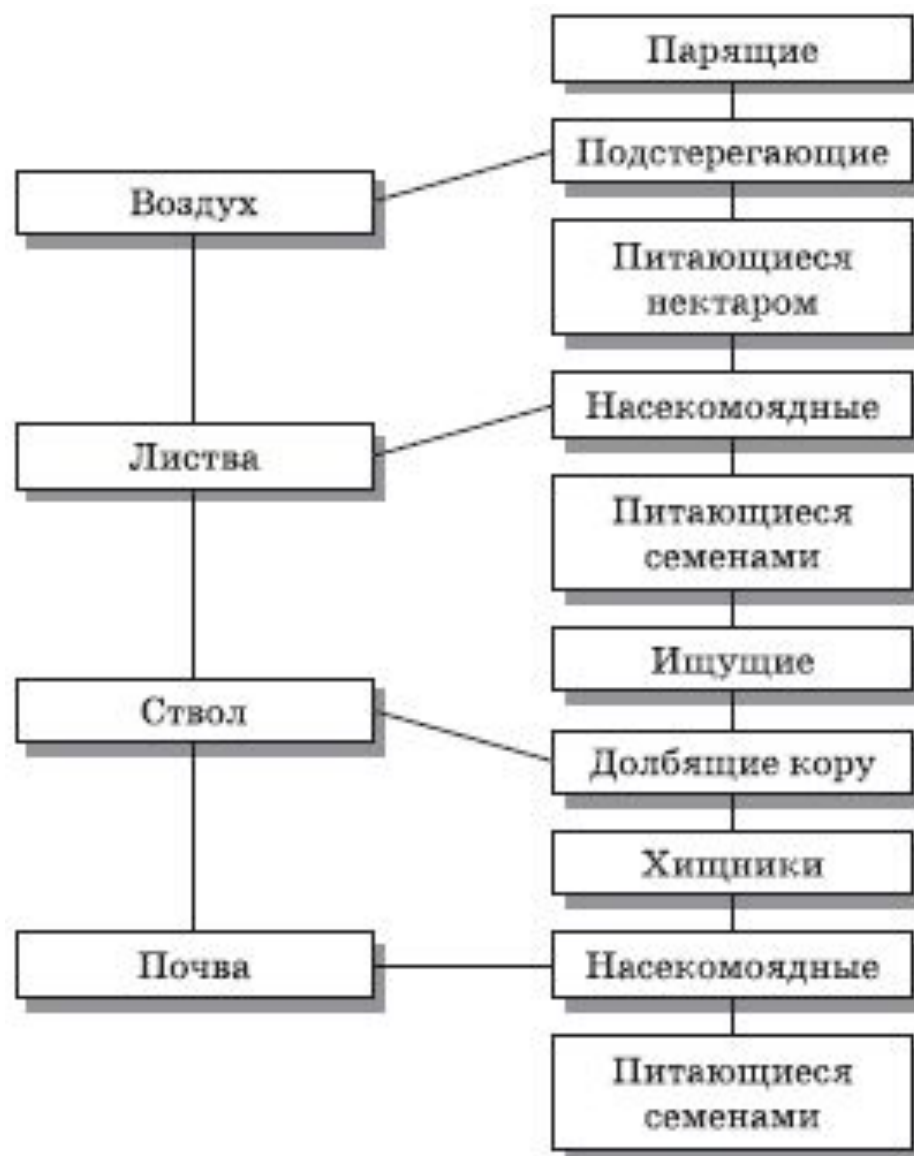 Парящие
Подстерегающие
Воздух
Питающиеся
нектаром
Насекомоядные
Листва
Питающиеся
семенами
Ищущие
Ствол
Долбящие кору
Хищники
Почва
Насекомоядные
Питающиеся
семенами